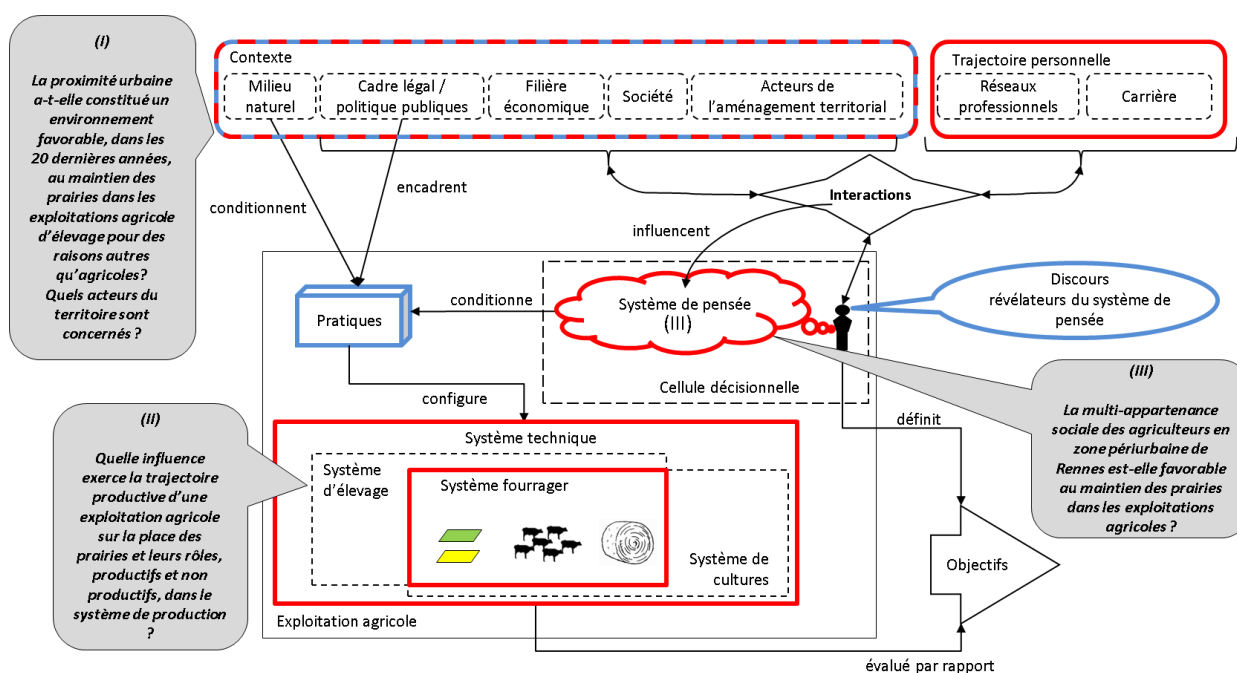 (i)
La proximité urbaine
a-t-elle constitué un
environnement
favorable, dans les
20 dernières années,
au maintien des
prairies dans les
exploitations agricole
d’élevage pour des
raisons autres
qu’agricoles?
Quels acteurs du
territoire sont
concernés ?
Contexte
Milieu
naturel
Cadre légal /
politique publiques
Filière
économique
Société
Acteurs de
l’aménagement territorial
Trajectoire personnelle
Réseaux
professionnels
Carrière
conditionnent
encadrent
Interactions
influencent
Pratiques
conditionne
Système de pensée
(III)
Cellule décisionnelle
Discours
révélateurs du système de
pensée
configure
définit
(ii)
Quelle influence
exerce la trajectoire
productive d’une
exploitation agricole
sur la place des
prairies et leurs rôles,
productifs et non
productifs, dans le
système de production
?
Système technique
Système
d’élevage
Système fourrager
Système de
cultures
Exploitation agricole
(III)
La multi-appartenance
sociale des agriculteurs en
zone périurbaine de
Rennes est-elle favorable
au maintien des prairies
dans les exploitations
agricoles ?
Objectifs
évalué par rapport